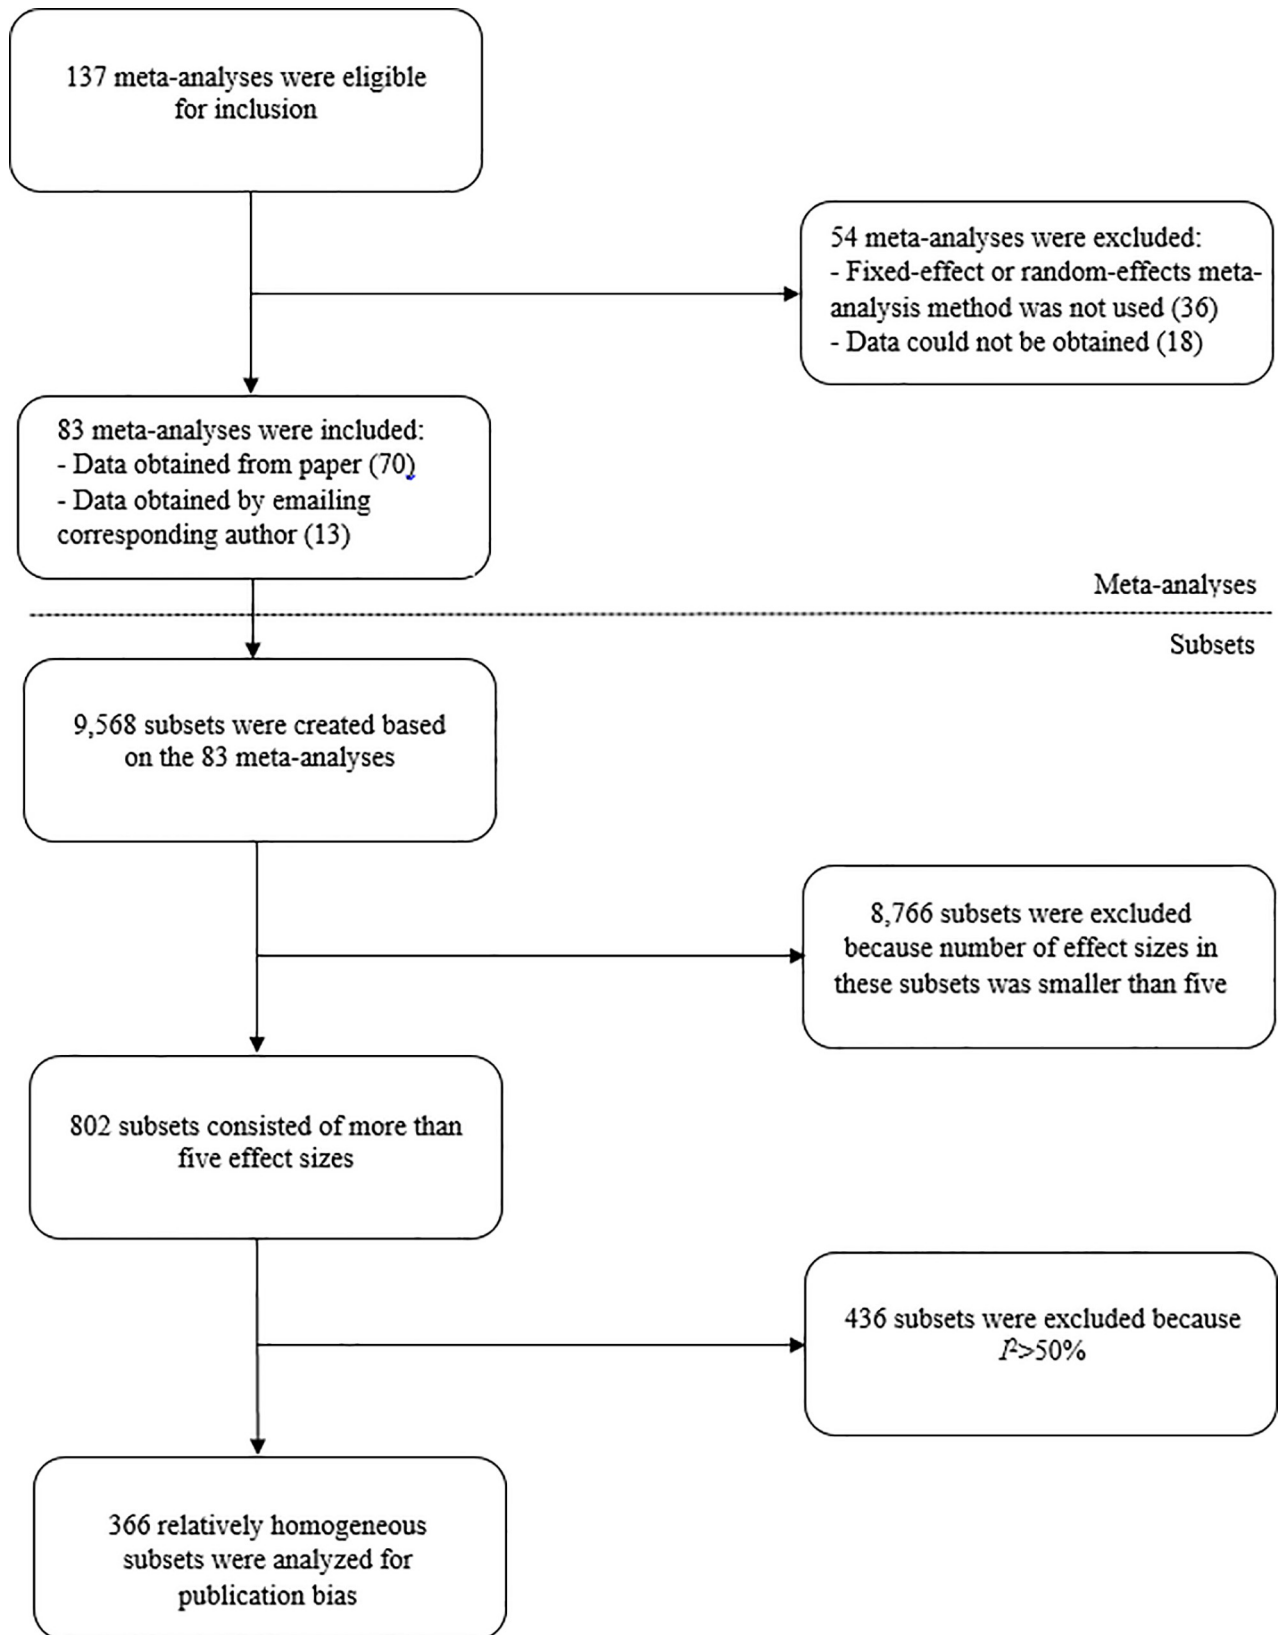 137 meta-analyses were eligible
for inclusion
54 meta-analyses were excluded:
- Fixed-effect or random-effects meta-
analysis method was not used (36)
- Data could not be obtained (18)
83 meta-analyses were included:
- Data obtained from paper (70)
- Data obtained by emailing
corresponding author (13)
Meta-analyses
Subsets
9,568 subsets were created based
on the 83 meta-analyses
8,766 subsets were excluded
because number of effect sizes in
these subsets was smaller than five
802 subsets consisted of more than
five effect sizes
436 subsets were excluded because
I²>50%
366 relatively homogeneous
subsets were analyzed for
publication bias